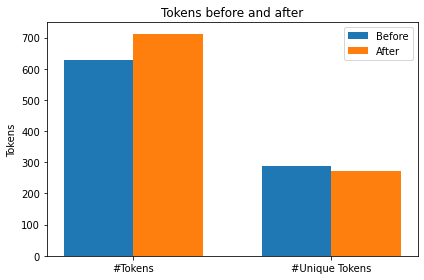 Tokens before and after
Before
After
Tokens
700
600
500
400
300
200
100
0
#Tokens
#Unique Tokens